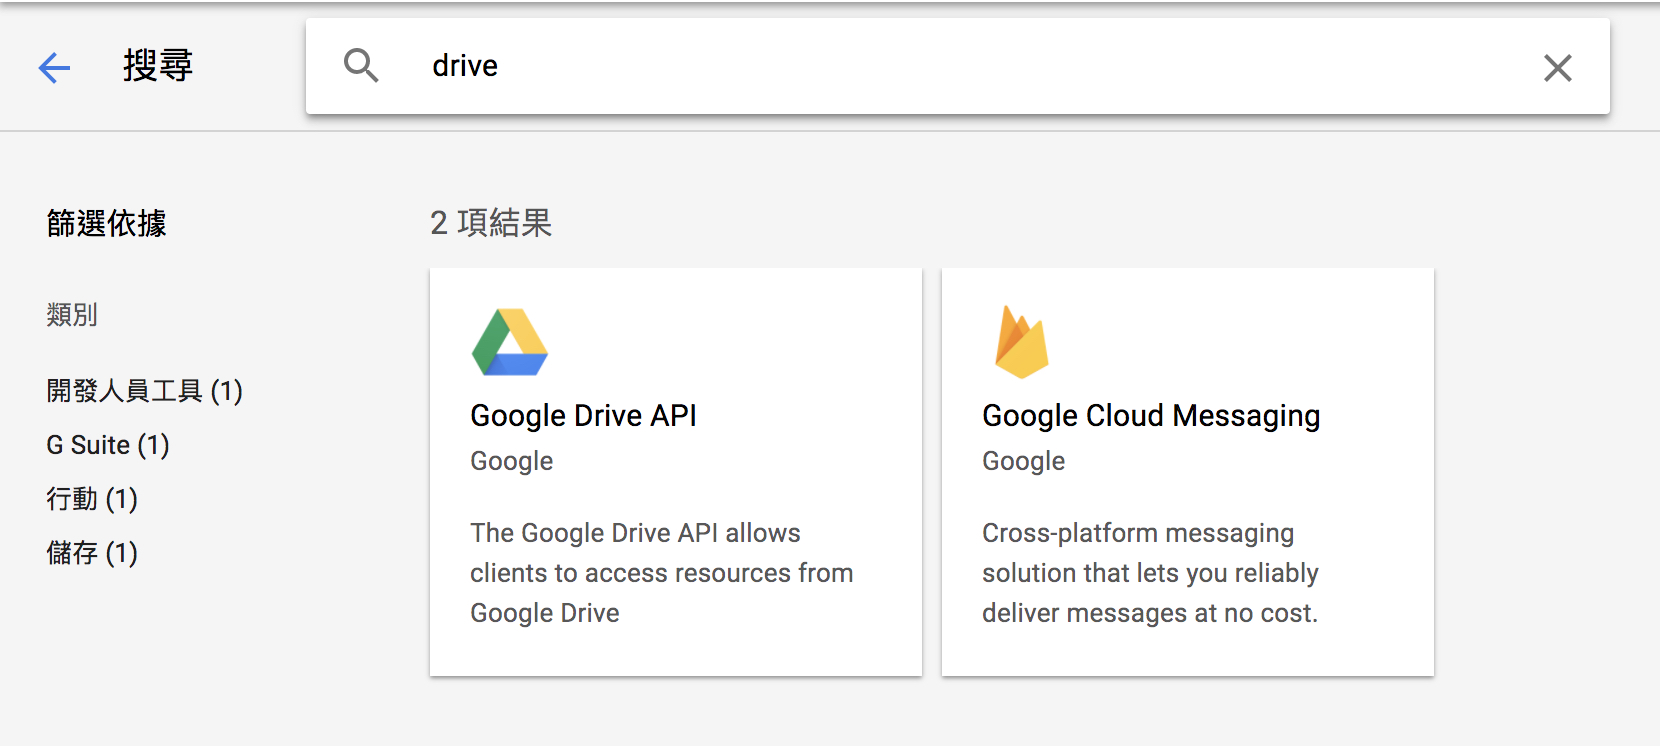 搜尋
drive
篩選依據
類別
開發人員工具 (1)
G Suite (1)
行動 (1)
儲存 (1)
2 項結果
Google Drive API
Google
The Google Drive API allows
clients to access resources from
Google Drive
Google Cloud Messaging
Google
Cross-platform messaging
solution that lets you reliably
deliver messages at no cost.